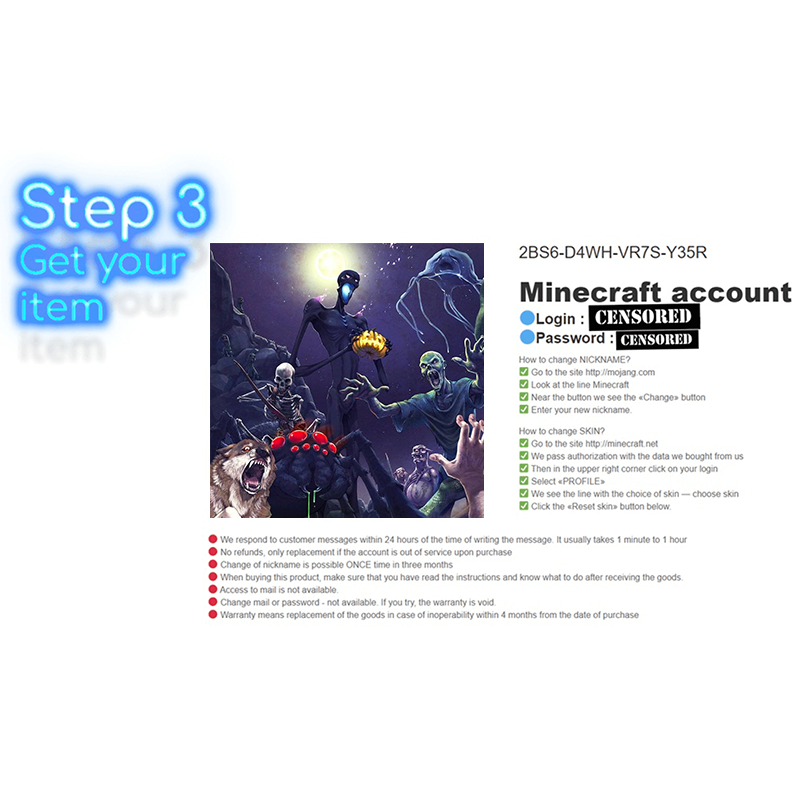 Step 3
Get your
item
2BS6-D4WH-VR7S-Y35R
Minecraft account
Login : CENSORED
Password : CENSORED
How to change NICKNAME?
Go to the site http://mojang.com
Look at the line Minecraft
Near the button we see the «Change» button
Enter your new nickname.
How to change SKIN?
Go to the site http://minecraft.net
We pass authorization with the data we bought from us
Then in the upper right corner click on your login
Select «PROFILE»
We see the line with the choice of skin — choose skin
Click the «Reset skin» button below.
We respond to customer messages within 24 hours of the time of writing the message. It usually takes 1 minute to 1 hour
No refunds, only replacement if the account is out of service upon purchase
Change of nickname is possible ONCE time in three months
When buying this product, make sure that you have read the instructions and know what to do after receiving the goods.
Access to mail is not available.
Change mail or password - not available. If you try, the warranty is void.
Warranty means replacement of the goods in case of inoperability within 4 months from the date of purchase